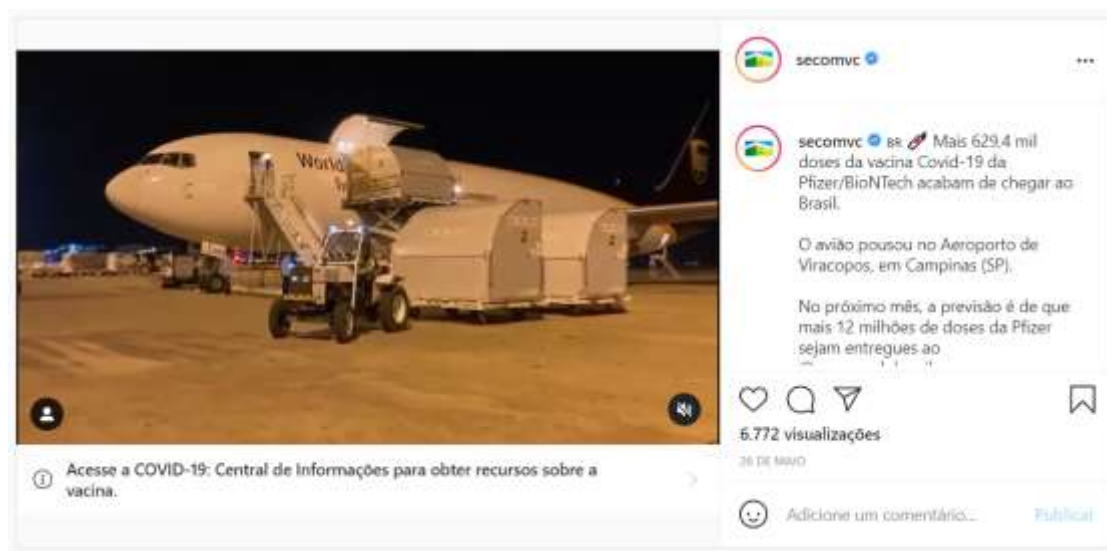 secomvc
secomvc BR Mais 629,4 mil
doses da vacina Covid-19 da
Pfizer/BioNTech acabam de chegar ao
Brasil.
O avião pousou no Aeroporto de
Viracopos, em Campinas (SP).
No próximo mês, a previsão é de que
mais 12 milhões de doses da Pfizer
sejam entregues ao
World
6.772 visualizações
26 DE MAIO
Acesse a COVID-19: Central de Informações para obter recursos sobre a
vacina.
Adicione um comentário... Publicar